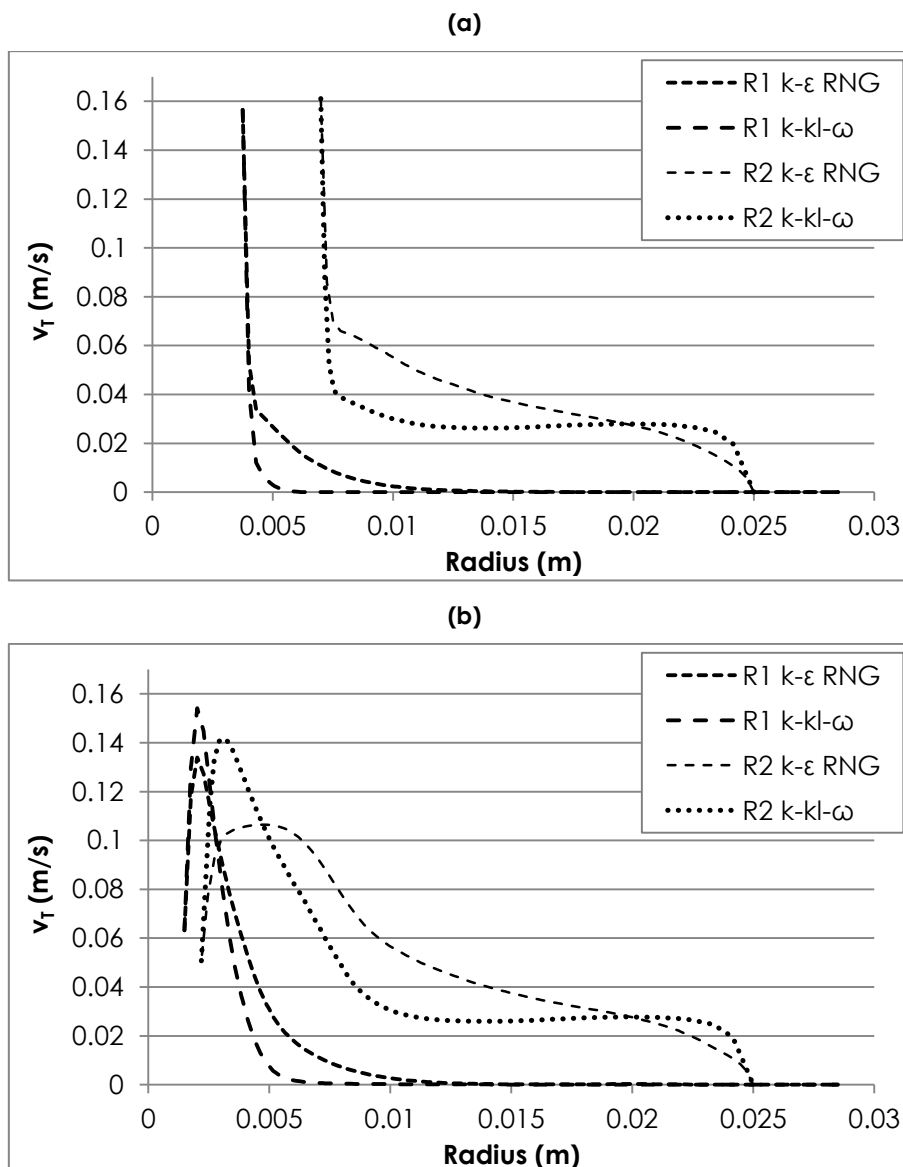 (a)
R1 k-ε RNG
R1 k-kl-ω
R2 k-ε RNG
R2 k-kl-ω
0.16
0.14
0.12
0.1
0.08
0.06
0.04
0.02
0
vT (m/s)
0 0.005 0.01 0.015 0.02 0.025 0.03
Radius (m)
(b)
R1 k-ε RNG
R1 k-kl-ω
R2 k-ε RNG
R2 k-kl-ω
0.16
0.14
0.12
0.1
0.08
0.06
0.04
0.02
0
vT (m/s)
0 0.005 0.01 0.015 0.02 0.025 0.03
Radius (m)